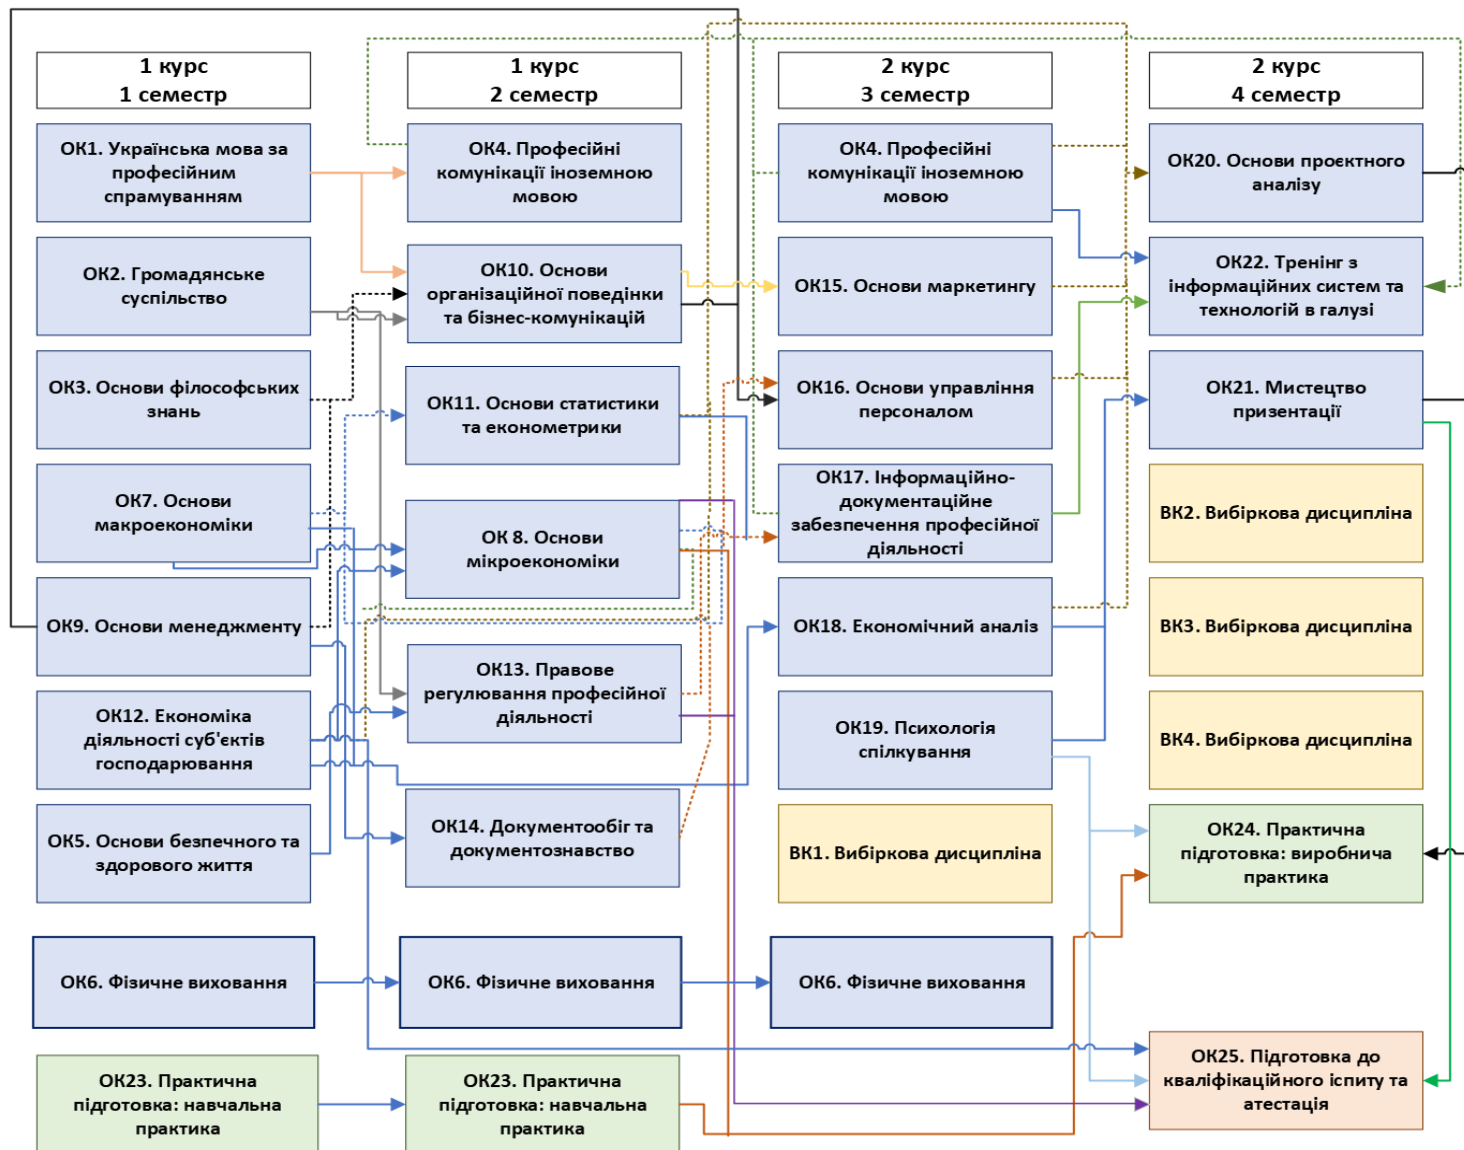 1 курс
1 семестр
ОК1. Українська мова за
професійним
спрамуванням
ОК2. Громадянське
суспільство
ОК3. Основи філософських
знань
ОК7. Основи
макроекономіки
ОК9. Основи менеджменту
ОК12. Економіка
діяльності суб'єктів
господарювання
ОК5. Основи безпечного та
здорового життя
ОК6. Фізичне виховання
ОК23. Практична
підготовка: навчальна
практика
1 курс
2 семестр
ОК4. Професійні
комунікації іноземною
мовою
ОК10. Основи
організаційної поведінки
та бізнес-комунікацій
ОК11. Основи статистики
та економетрики
ОК 8. Основи
мікроекономіки
ОК13. Правове
регулювання професійної
діяльності
ОК14. Документообіг та
документознавство
ОК6. Фізичне виховання
ОК23. Практична
підготовка: навчальна
практика
2 курс
3 семестр
ОК4. Професійні
комунікації іноземною
мовою
ОК15. Основи маркетингу
ОК16. Основи управління
персоналом
ОК17. Інформаційно-
документаційне
забезпечення професійної
діяльності
ОК18. Економічний аналіз
ОК19. Психологія
спілкування
ВК1. Вибіркова дисципліна
ОК6. Фізичне виховання
2 курс
4 семестр
ОК20. Основи проєктного
аналізу
ОК22. Тренінг з
інформаційних систем та
технологій в галузі
ОК21. Мистецтво
призентації
ВК2. Вибіркова дисципліна
ВК3. Вибіркова дисципліна
ВК4. Вибіркова дисципліна
ОК24. Практична
підготовка: виробнича
практика
ОК25. Підготовка до
кваліфікаційного іспиту та
атестація